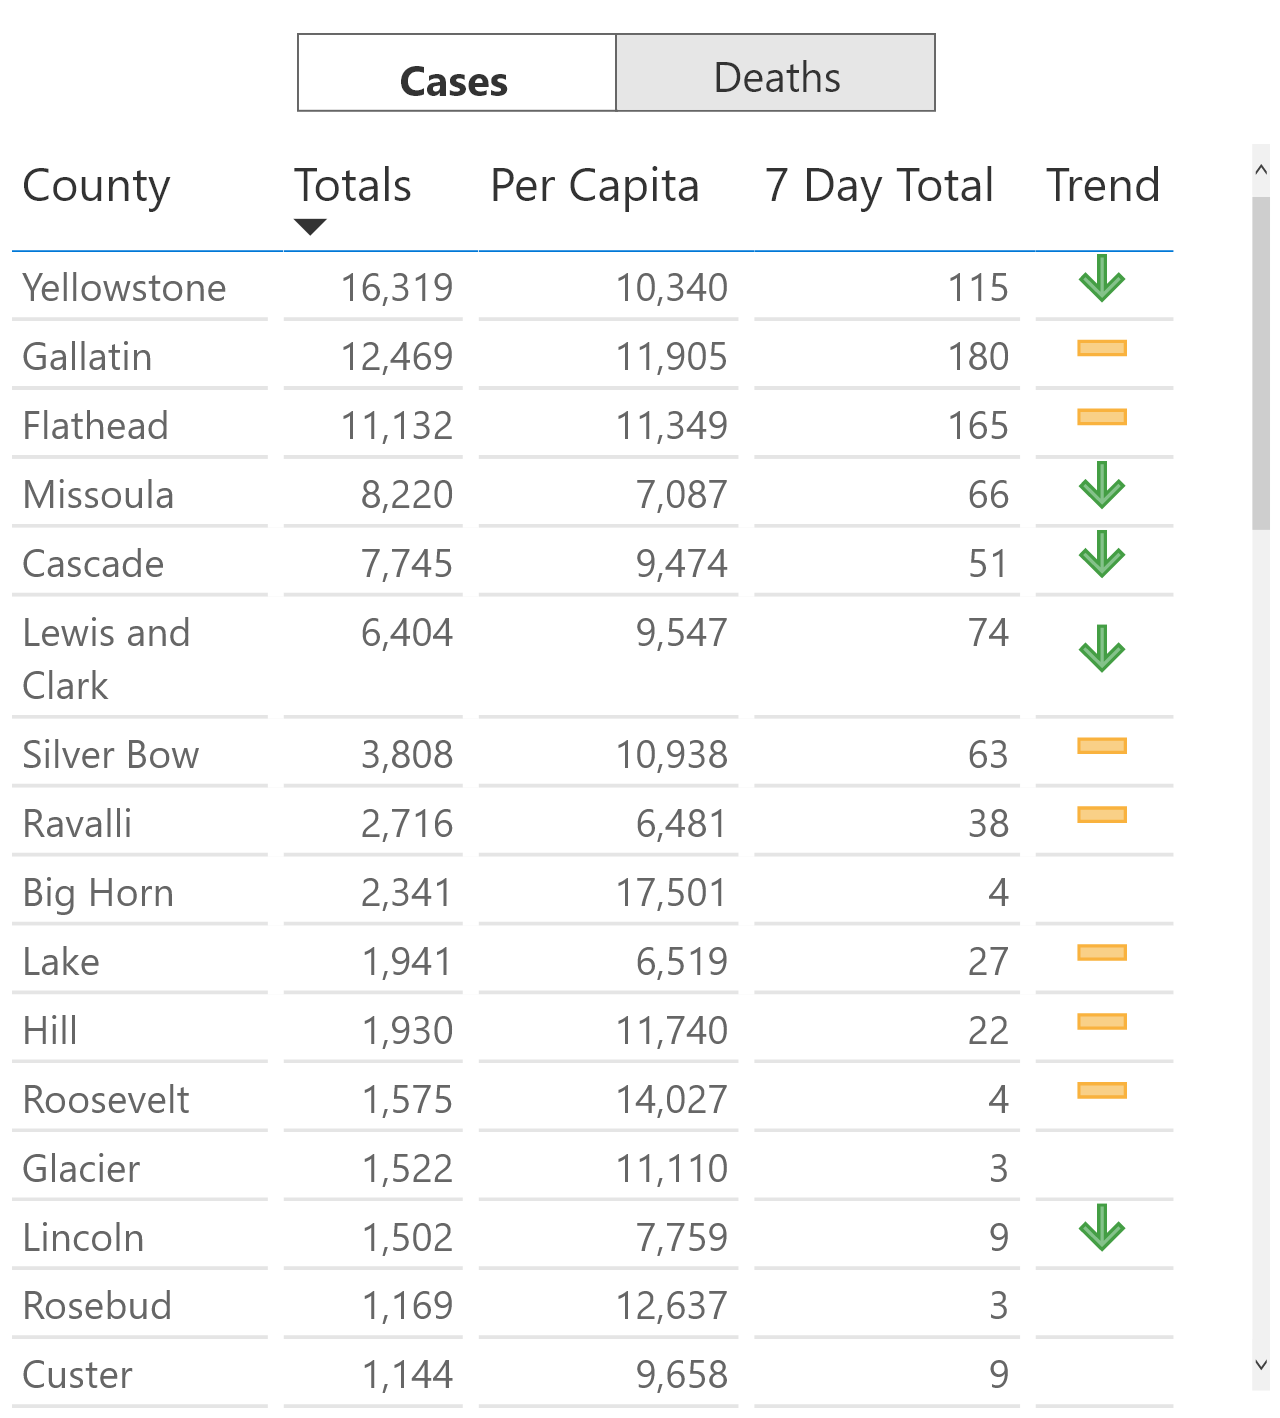 Cases Deaths
County Totals Per Capita 7 Day Total Trend
Yellowstone 16,319 10,340 115
Gallatin 12,469 11,905 180
Flathead 11,132 11,349 165
Missoula 8,220 7,087 66
Cascade 7,745 9,474 51
Lewis and 6,404 9,547 74
Clark
Silver Bow 3,808 10,938 63
Ravalli 2,716 6,481 38
Big Horn 2,341 17,501 4
Lake 1,941 6,519 27
Hill 1,930 11,740 22
Roosevelt 1,575 14,027 4
Glacier 1,522 11,110 3
Lincoln 1,502 7,759 9
Rosebud 1,169 12,637 3
Custer 1,144 9,658 9